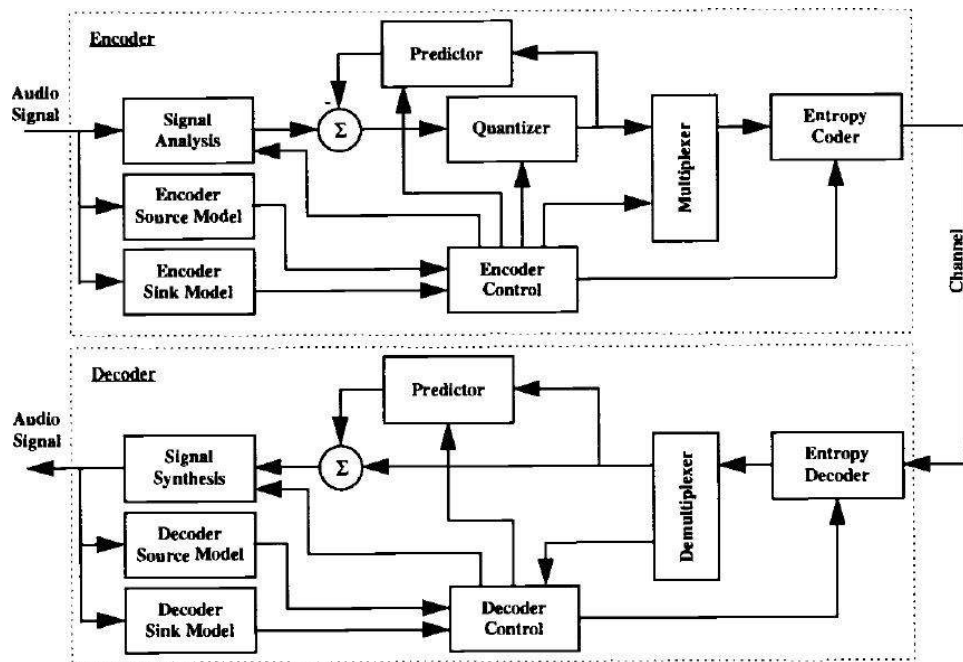 Encoder
Audio
Signal
Signal
Analysis
-
Σ
Predictor
Quantizer
Multiplexer
Entropy
Coder
Encoder
Source Model
Encoder
Sink Model
Encoder
Control
Channel
Decoder
Audio
Signal
Signal
Synthesis
Σ
Predictor
Demultiplexer
Entropy
Decoder
Decoder
Source Model
Decoder
Sink Model
Decoder
Control